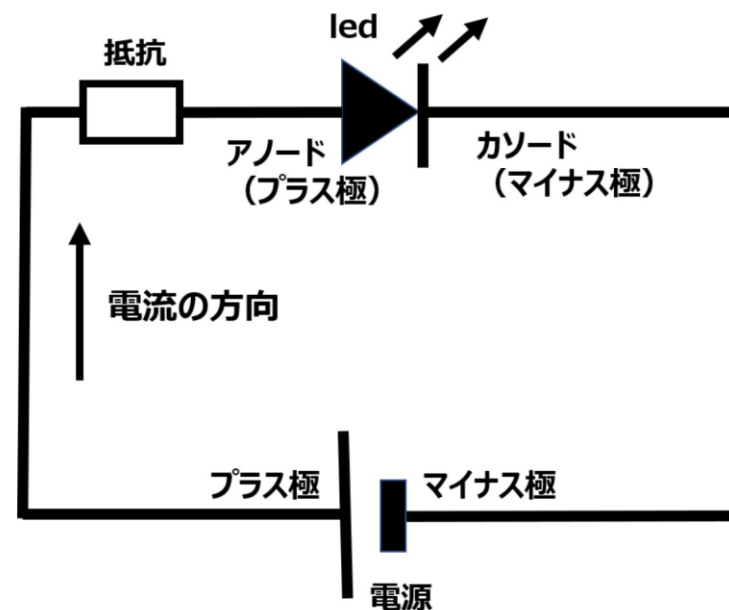 led
抵抗
アノード
（プラス極）
カソード
（マイナス極）
電流の方向
プラス極
マイナス極
電源